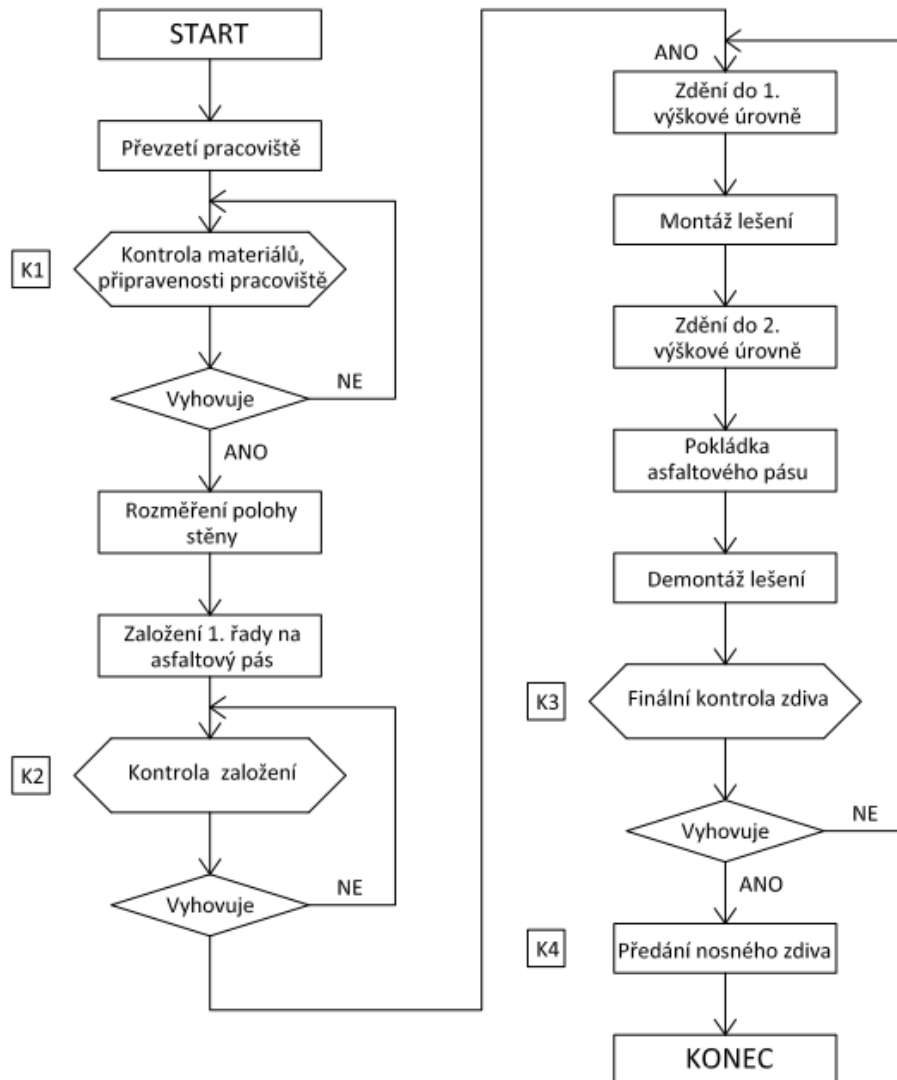 START
Převzetí pracoviště
K1
Kontrola materiálů,
připravenosti pracoviště
Vyhovuje
NE
ANO
Rozměření polohy
stěny
Založení 1. řady na
asfaltový pás
K2
Kontrola založení
Vyhovuje
NE
ANO
Zdění do 1.
výškové úrovně
Montáž lešení
Zdění do 2.
výškové úrovně
Pokládka
asfaltového pásu
Demontáž lešení
K3
Finální kontrola zdiva
Vyhovuje
NE
ANO
K4
Předání nosného zdiva
KONEC